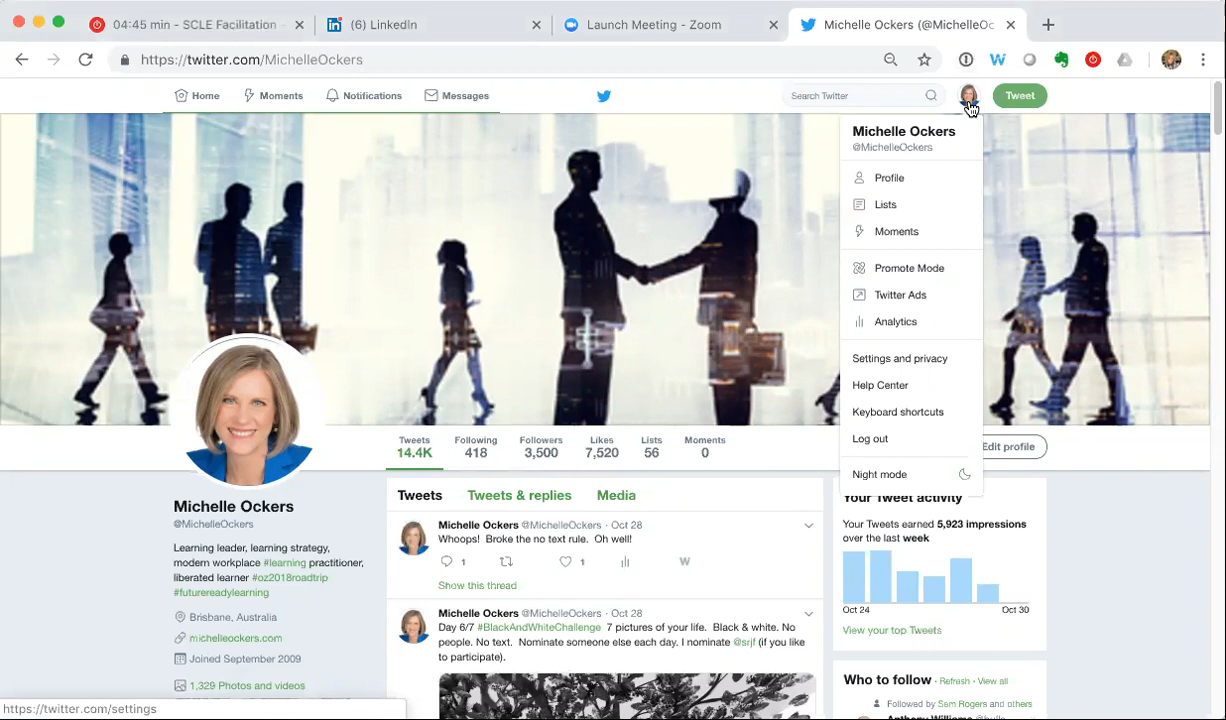 04:45 min - SCLE Facilitation
(6) LinkedIn
Launch Meeting - Zoom
Michelle Ockers (@MichelleOc
https://twitter.com/MichelleOckers
Home
Moments
Notifications
Messages
Search Twitter
Tweet
Michelle Ockers
@MichelleOckers
Profile
Lists
Moments
Promote Mode
Twitter Ads
Analytics
Settings and privacy
Help Center
Keyboard shortcuts
Log out
Night mode
Tweets
14.4K
Following
418
Followers
3,500
Likes
7,520
Lists
56
Moments
0
Edit profile
Michelle Ockers
@MichelleOckers
Learning leader, learning strategy,
modern workplace #learning practitioner,
liberated learner #oz2018roadtrip
#futurereadylearning
Brisbane, Australia
michelleockers.com
Joined September 2009
1,329 Photos and videos
Tweets
Tweets & replies
Media
Michelle Ockers @MichelleOckers · Oct 28
Whoops! Broke the no text rule. Oh well!
1
1
W
Show this thread
Michelle Ockers @MichelleOckers · Oct 28
Day 6/7 #BlackAndWhiteChallenge 7 pictures of your life. Black & white. No
people. No text. Nominate someone else each day. I nominate @srjf (if you like
to participate).
Your Tweet activity
Your Tweets earned 5,923 impressions
over the last week
Oct 24
Oct 30
View your top Tweets
Who to follow · Refresh · View all
Followed by Sam Rogers and others
https://twitter.com/settings